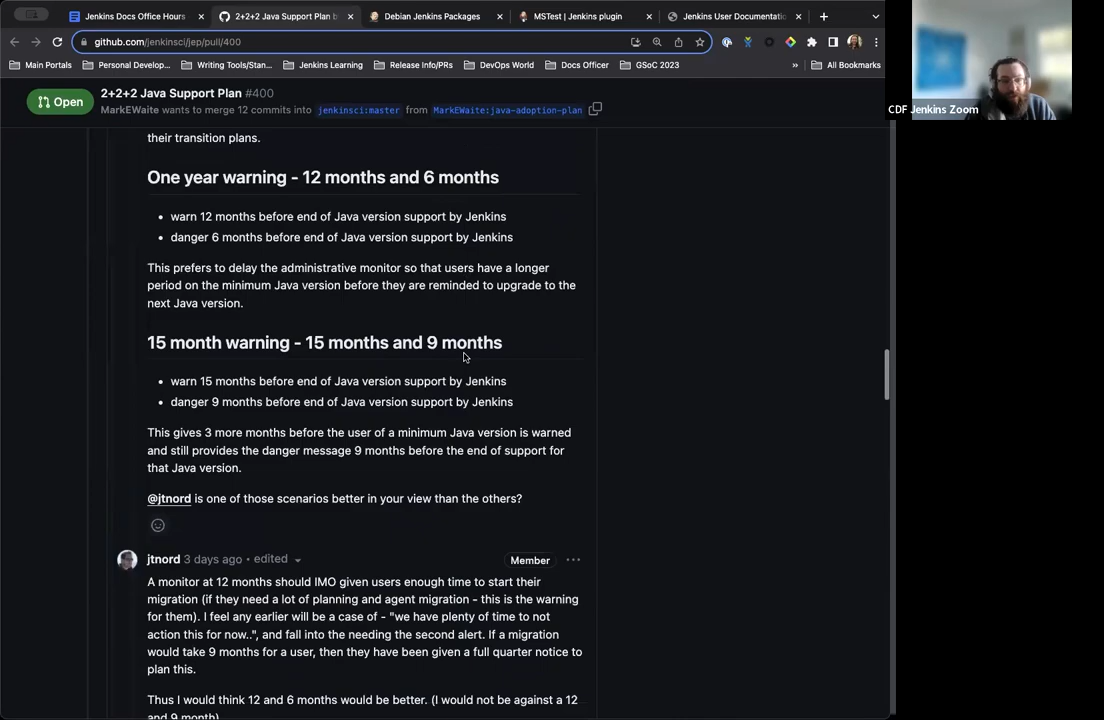 Jenkins Docs Office Hours
2+2+2 Java Support Plan b
Debian Jenkins Packages
MSTest | Jenkins plugin
Jenkins User Documentatio
github.com/jenkinsci/jep/pull/400
Main Portals
Personal Develop...
Writing Tools/Stan...
Jenkins Learning
Release Info/PRs
DevOps World
Docs Officer
GSoC 2023
All Bookmarks
CDF Jenkins Zoom
Open
2+2+2 Java Support Plan #400
MarkEWaite wants to merge 12 commits into jenkinsci:master from MarkEWaite:java-adoption-plan
their transition plans.
One year warning - 12 months and 6 months
• warn 12 months before end of Java version support by Jenkins
• danger 6 months before end of Java version support by Jenkins
This prefers to delay the administrative monitor so that users have a longer
period on the minimum Java version before they are reminded to upgrade to the
next Java version.
15 month warning - 15 months and 9 months
• warn 15 months before end of Java version support by Jenkins
• danger 9 months before end of Java version support by Jenkins
This gives 3 more months before the user of a minimum Java version is warned
and still provides the danger message 9 months before the end of support for
that Java version.
@jtnord is one of those scenarios better in your view than the others?
jtnord 3 days ago • edited
Member
A monitor at 12 months should IMO given users enough time to start their
migration (if they need a lot of planning and agent migration - this is the warning
for them). I feel any earlier will be a case of - "we have plenty of time to not
action this for now..", and fall into the needing the second alert. If a migration
would take 9 months for a user, then they have been given a full quarter notice to
plan this.
Thus I would think 12 and 6 months would be better. (I would not be against a 12
and 9 month)